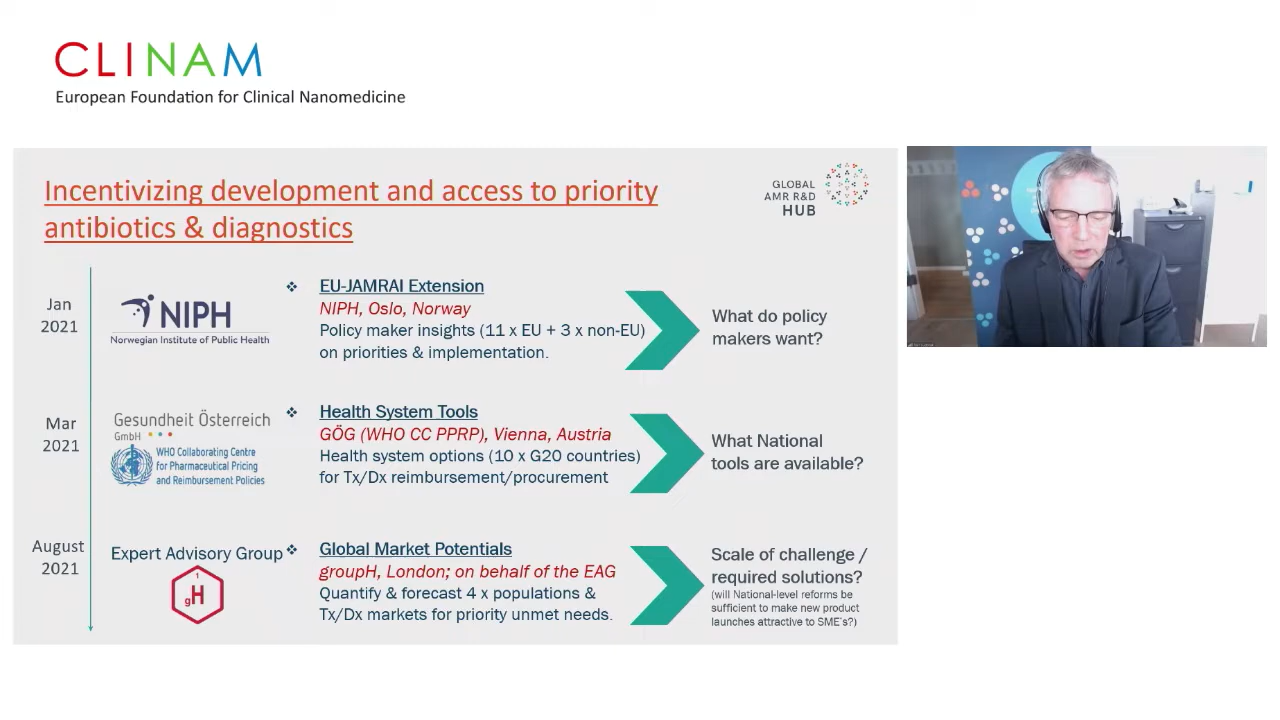 CLINAM
European Foundation for Clinical Nanomedicine
Incentivizing development and access to priority
antibiotics & diagnostics
GLOBAL
AMR R&D
HUB
Jan
2021
NIPH
Norwegian Institute of Public Health
❖ EU-JAMRAI Extension
NIPH, Oslo, Norway
Policy maker insights (11 x EU + 3 x non-EU)
on priorities & implementation.
What do policy
makers want?
Mar
2021
Gesundheit Österreich
GmbH
WHO Collaborating Centre
for Pharmaceutical Pricing
and Reimbursement Policies
❖ Health System Tools
GÖG (WHO CC PPRP), Vienna, Austria
Health system options (10 x G20 countries)
for Tx/Dx reimbursement/procurement
What National
tools are available?
August
2021
Expert Advisory Group
1
gH
❖ Global Market Potentials
groupH, London; on behalf of the EAG
Quantify & forecast 4 x populations &
Tx/Dx markets for priority unmet needs.
Scale of challenge /
required solutions?
(will National-level reforms be
sufficient to make new product
launches attractive to SME's?)